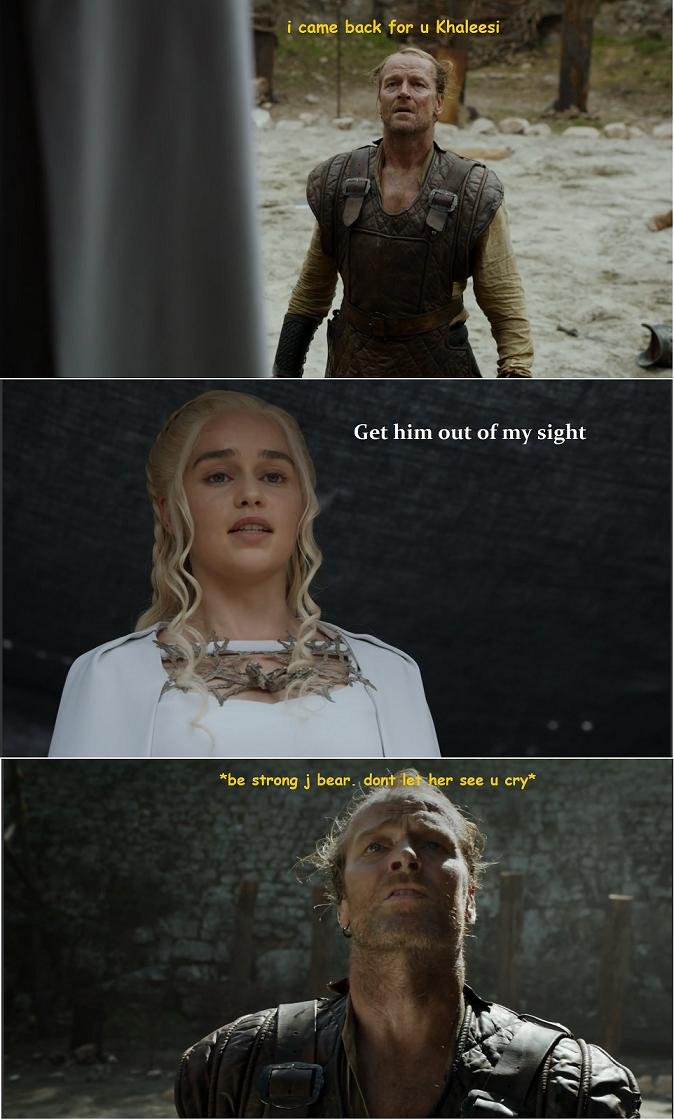 i came back for u Khaleesi
Get him out of my sight
*be strong j bear. dont let her see u cry*